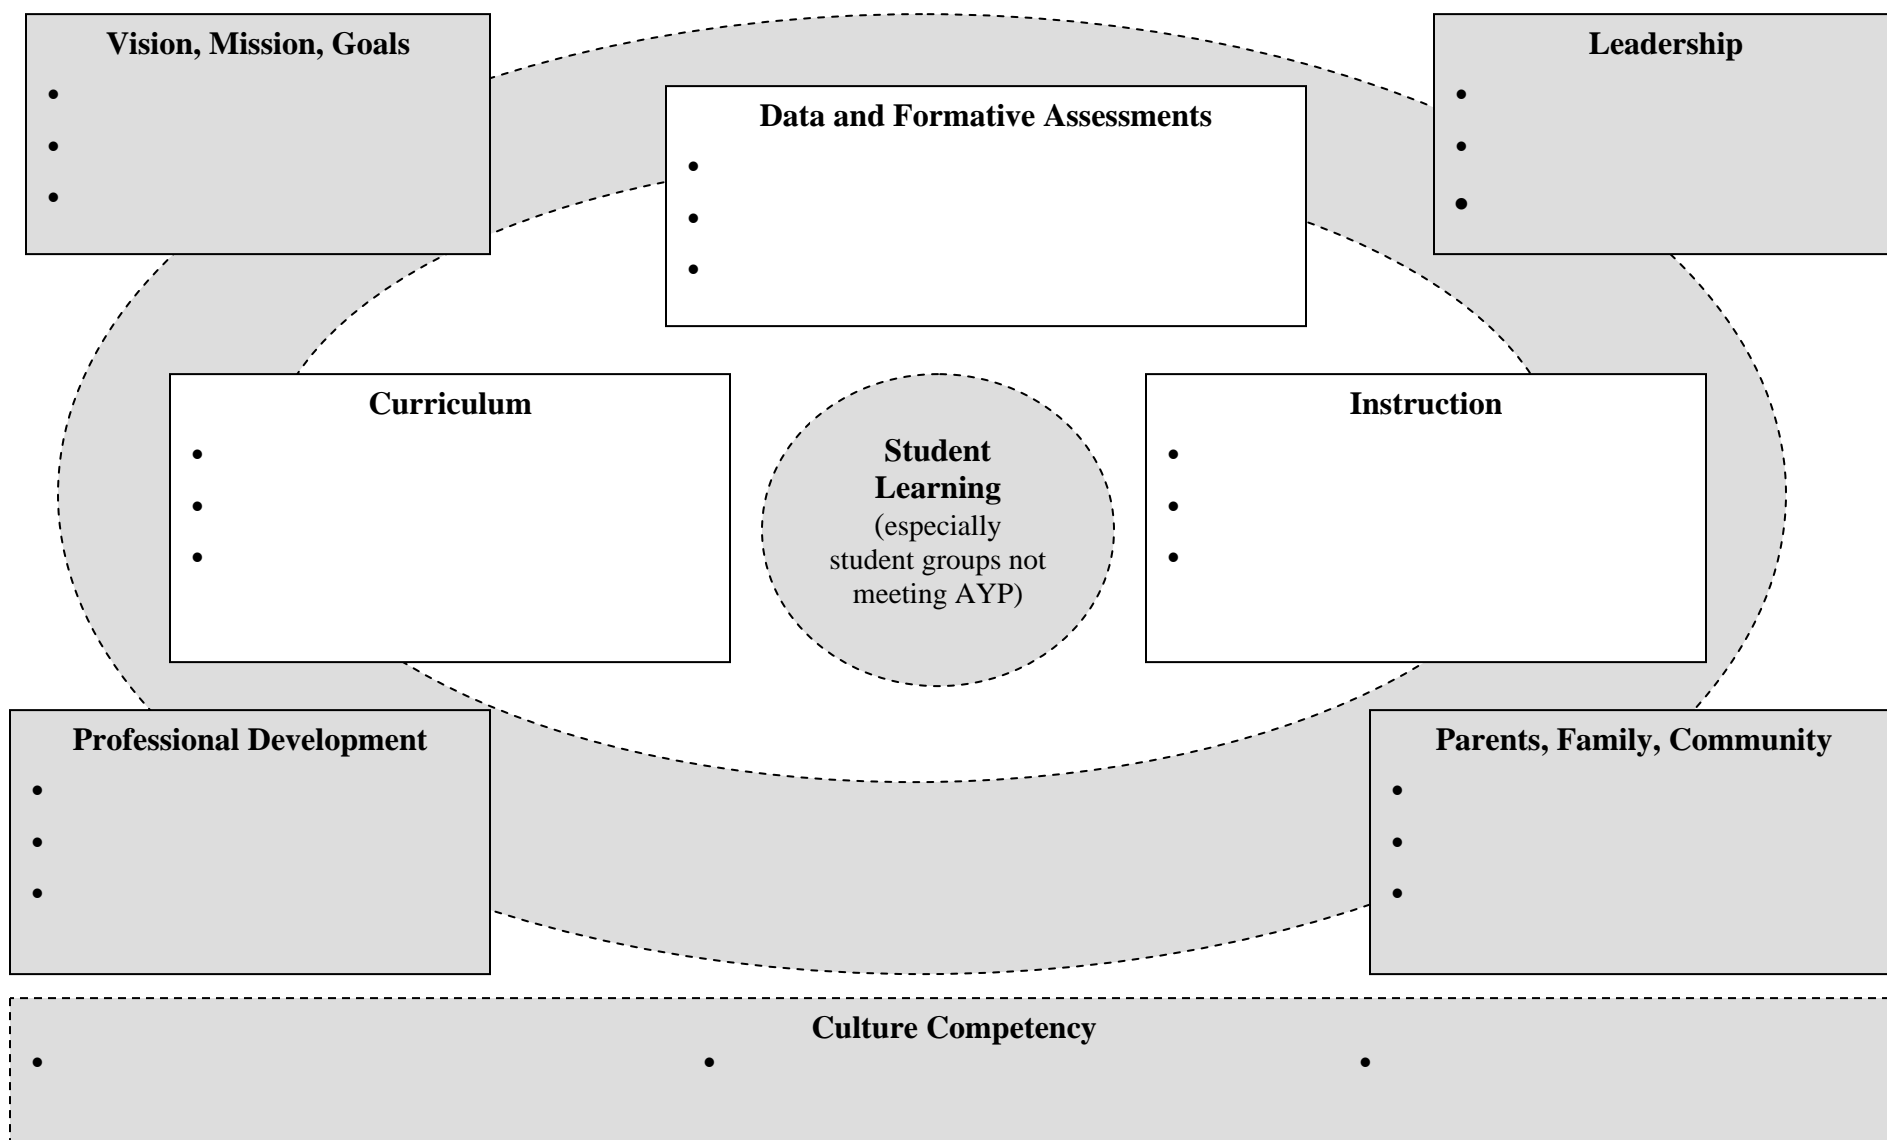 Vision, Mission, Goals
•
•
•
Leadership
•
•
•
Data and Formative Assessments
•
•
•
Curriculum
•
•
•
Student
Learning
(especially
student groups not
meeting AYP)
Instruction
•
•
•
Professional Development
•
•
•
Parents, Family, Community
•
•
•
Culture Competency
• • •